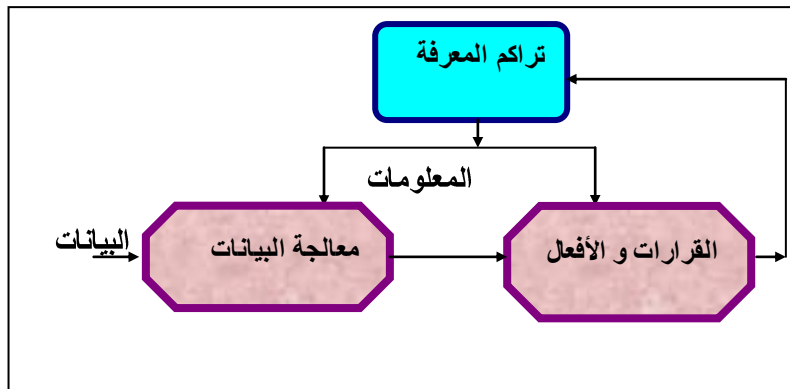 تراكم المعرفة
المعلومات
البيانات
معالجة البيانات
القرارات و الأفعال